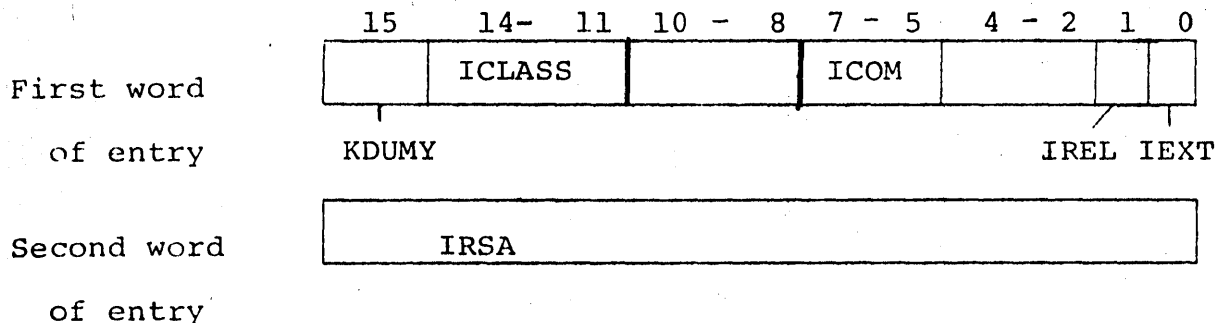 15 14- 11 10 - 8 7 - 5 4 - 2 1 0
First word ICLASS ICOM
of entry KDUMY IREL IEXT
Second word IRSA
of entry